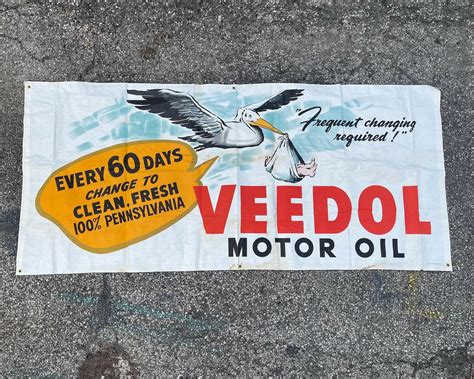 "Frequent changing
required!"
EVERY 60 DAYS
CHANGE TO
CLEAN, FRESH
100% PENNSYLVANIA
VEEDOL
MOTOR OIL